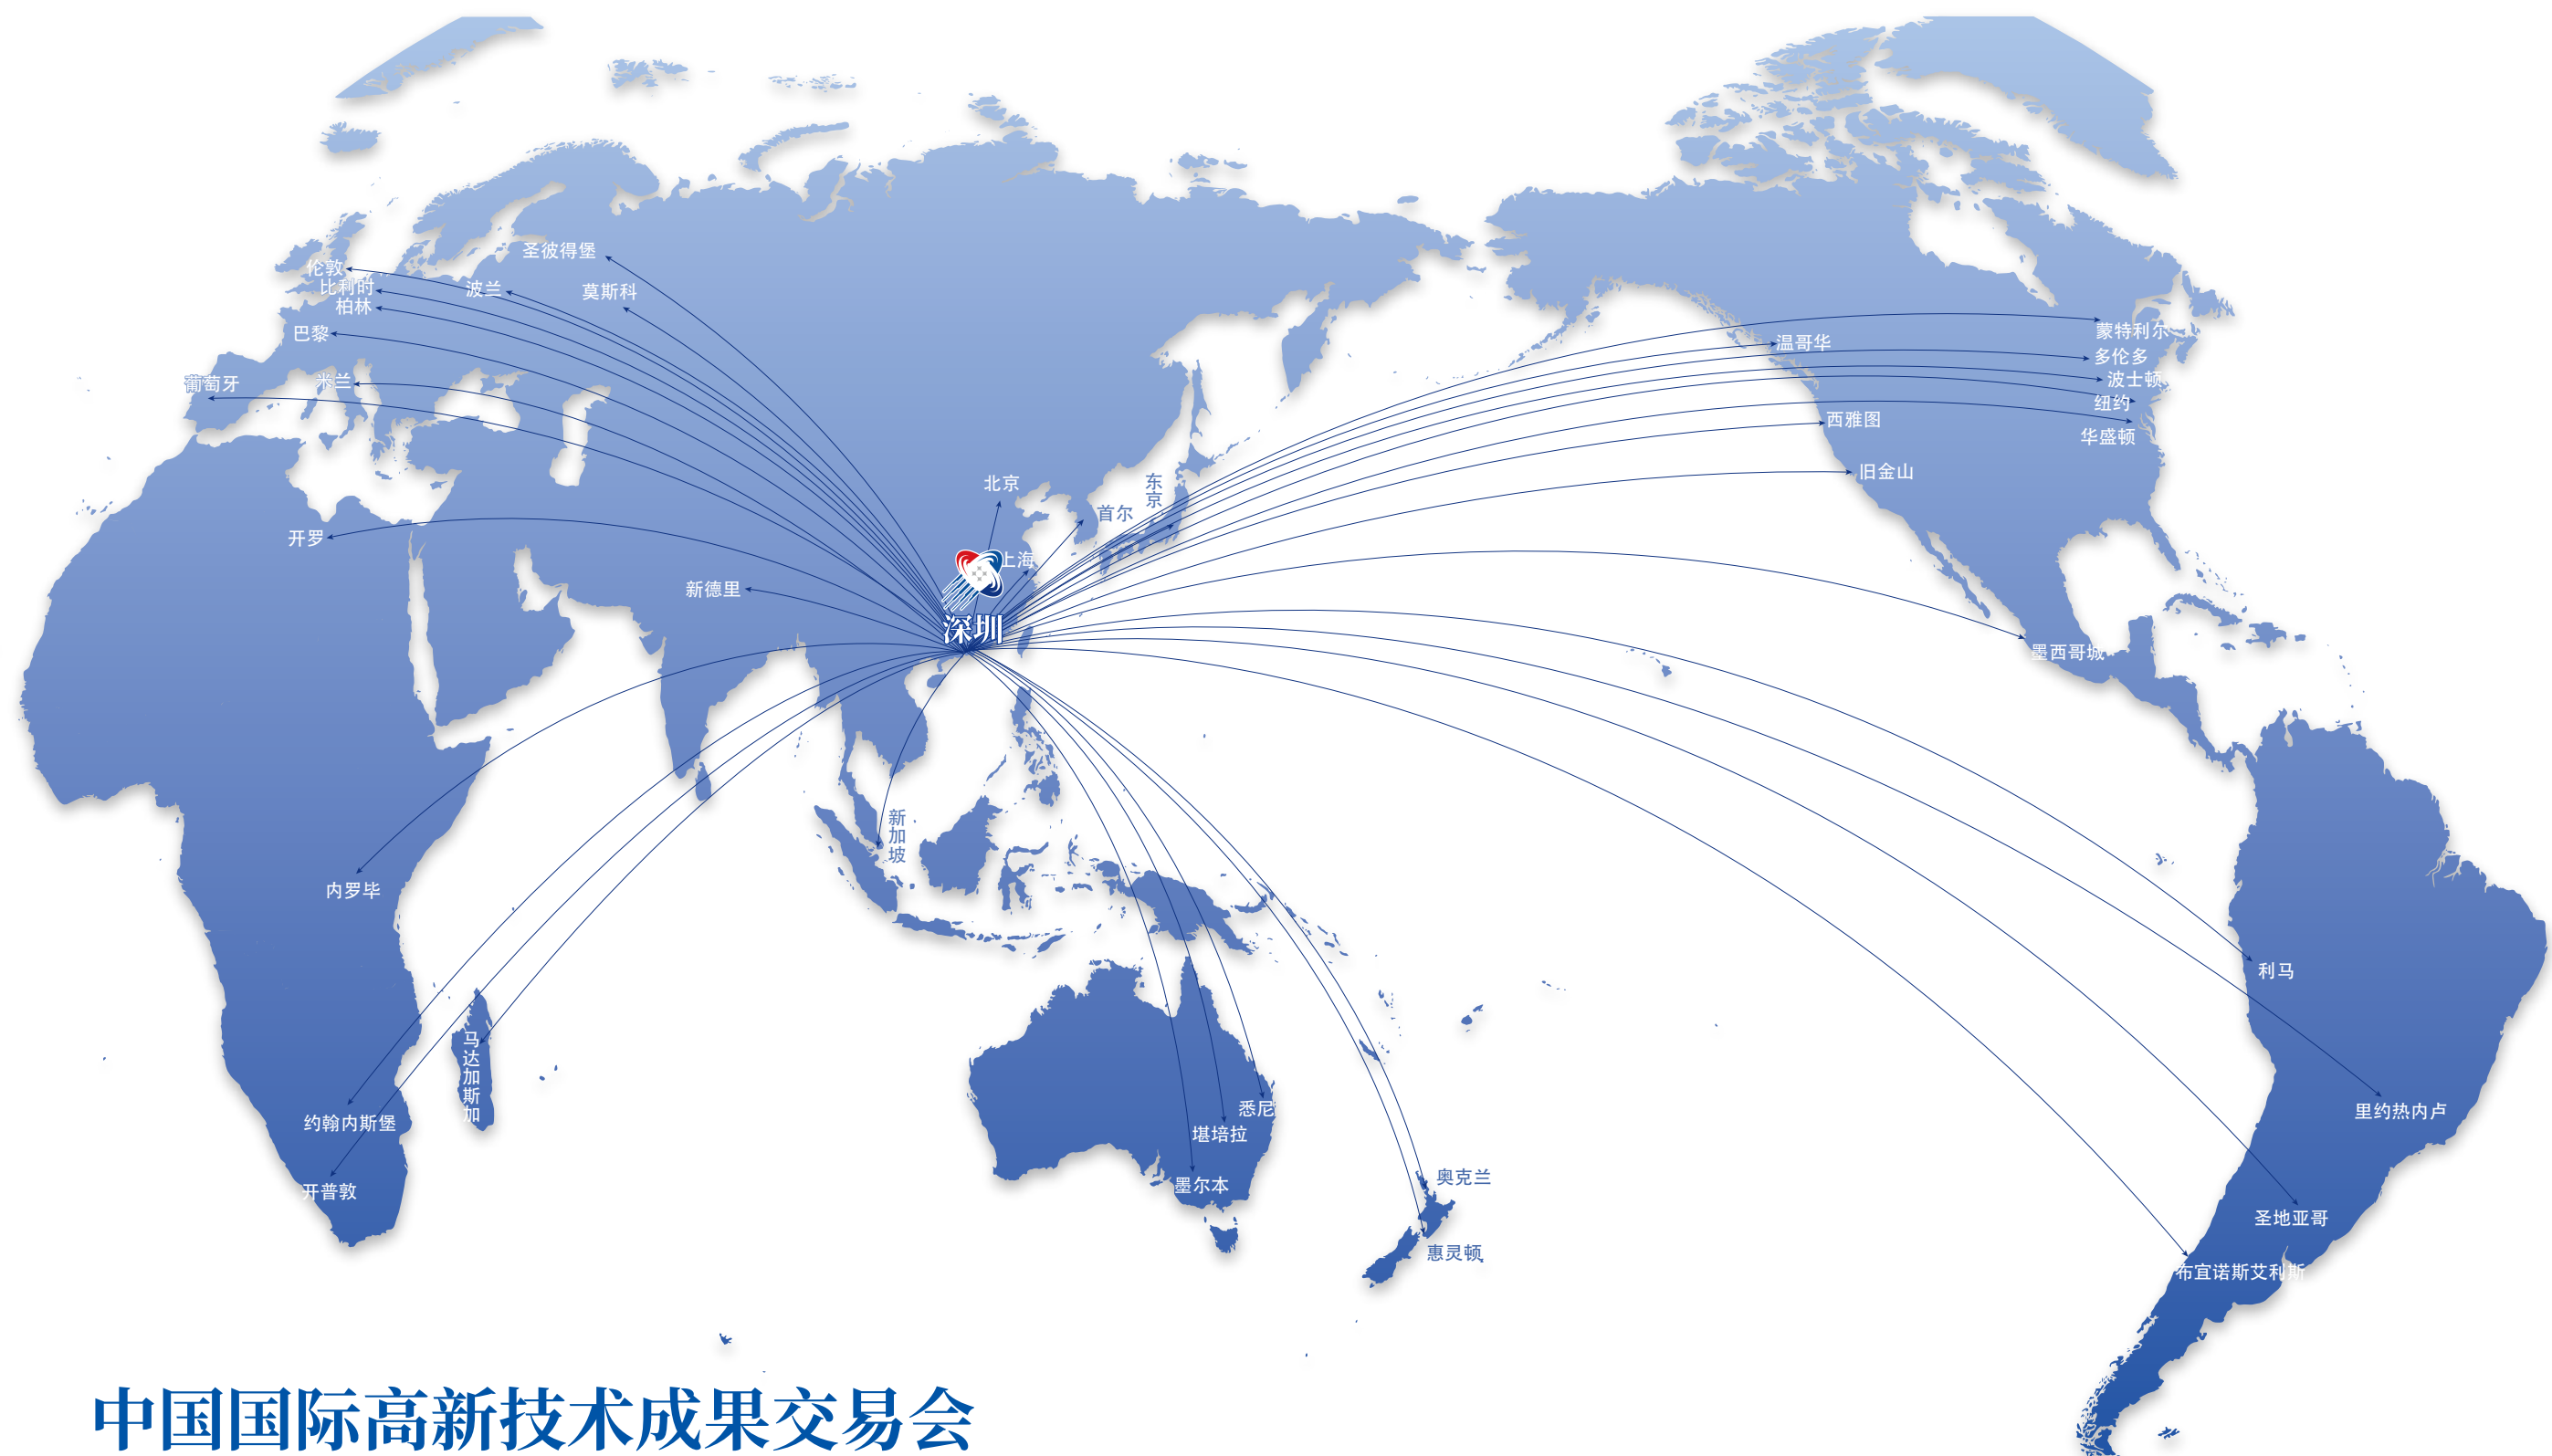 圣彼得堡
伦敦
比利时
波兰
莫斯科
柏林
巴黎
葡萄牙
米兰
蒙特利尔
温哥华
多伦多
波士顿
纽约
西雅图
华盛顿
旧金山
北京
东京
首尔
开罗
上海
新德里
深圳
墨西哥城
新加坡
内罗毕
利马
马达加斯加
约翰内斯堡
悉尼
里约热内卢
堪培拉
开普敦
墨尔本
奥克兰
圣地亚哥
惠灵顿
布宜诺斯艾利斯
中国国际高新技术成果交易会